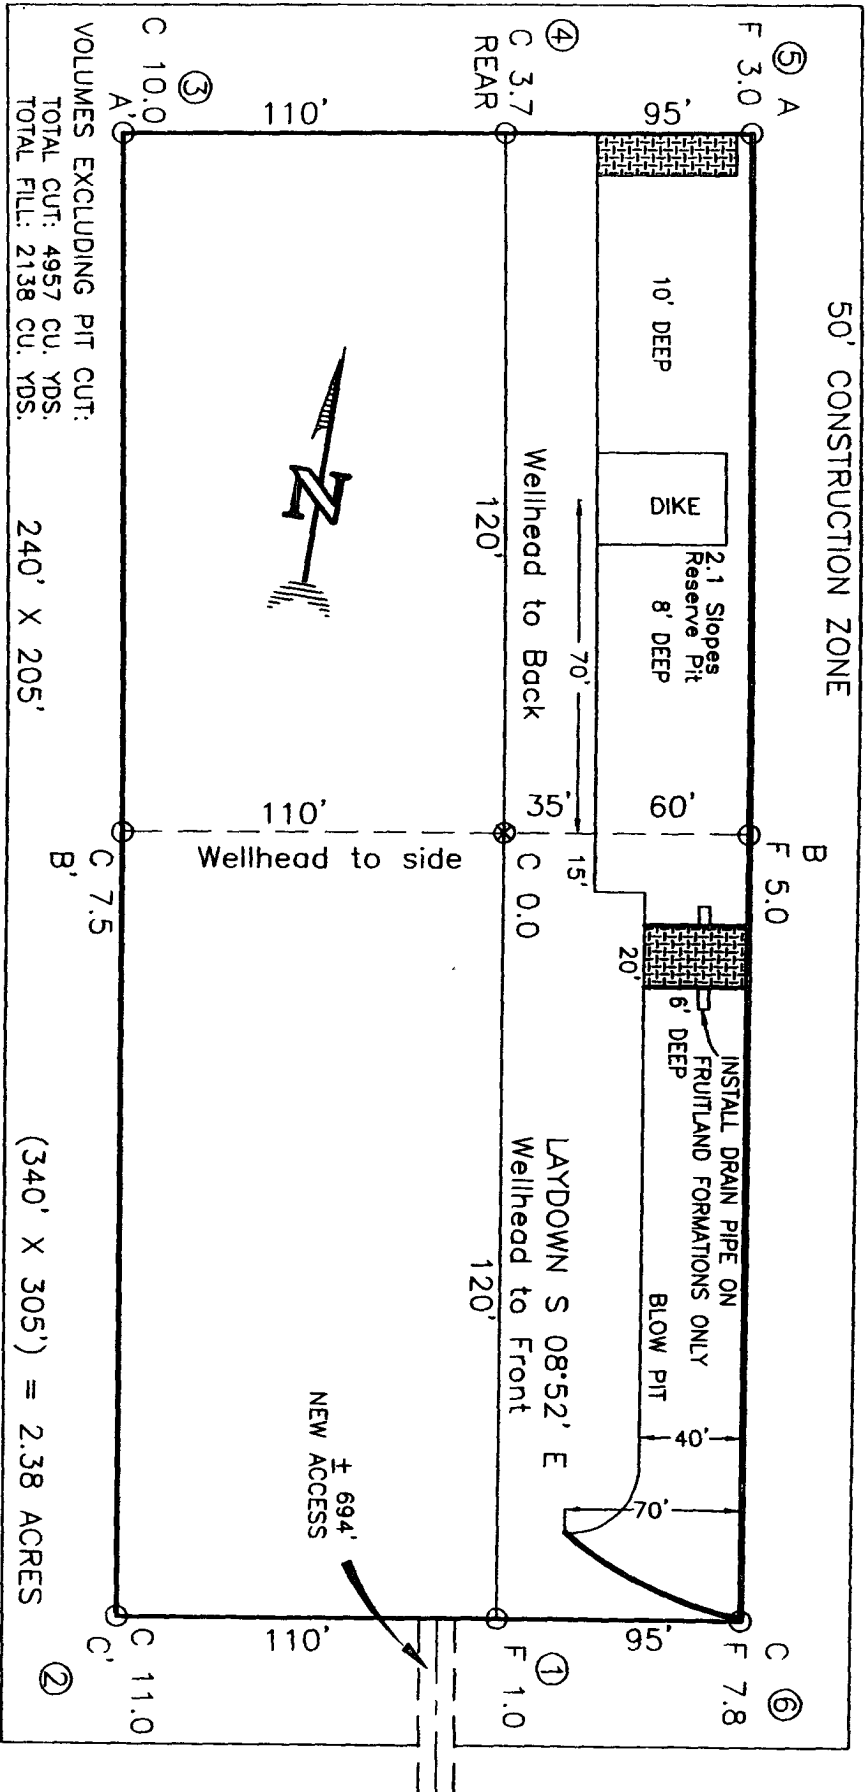 50' CONSTRUCTION ZONE
A
⑤
F 3.0
95'
④
C 3.7
REAR
110'
③
C 10.0
A'
10' DEEP
DIKE
2.1 Slopes
Reserve Pit
8' DEEP
70'
Wellhead to Back
120'
N
B
F 5.0
60'
35'
15'
C 0.0
110'
Wellhead to side
C 7.5
B'
20'
6' DEEP
INSTALL DRAIN PIPE ON
FRUITLAND FORMATIONS ONLY
BLOW PIT
40'
70'
LAYDOWN S 08°52' E
Wellhead to Front
120'
± 694'
NEW ACCESS
C ⑥
F 7.8
95'
①
F 1.0
110'
C 11.0
C'
②
VOLUMES EXCLUDING PIT CUT:
TOTAL CUT: 4957 CU. YDS.
TOTAL FILL: 2138 CU. YDS.
240' X 205'
(340' X 305') = 2.38 ACRES